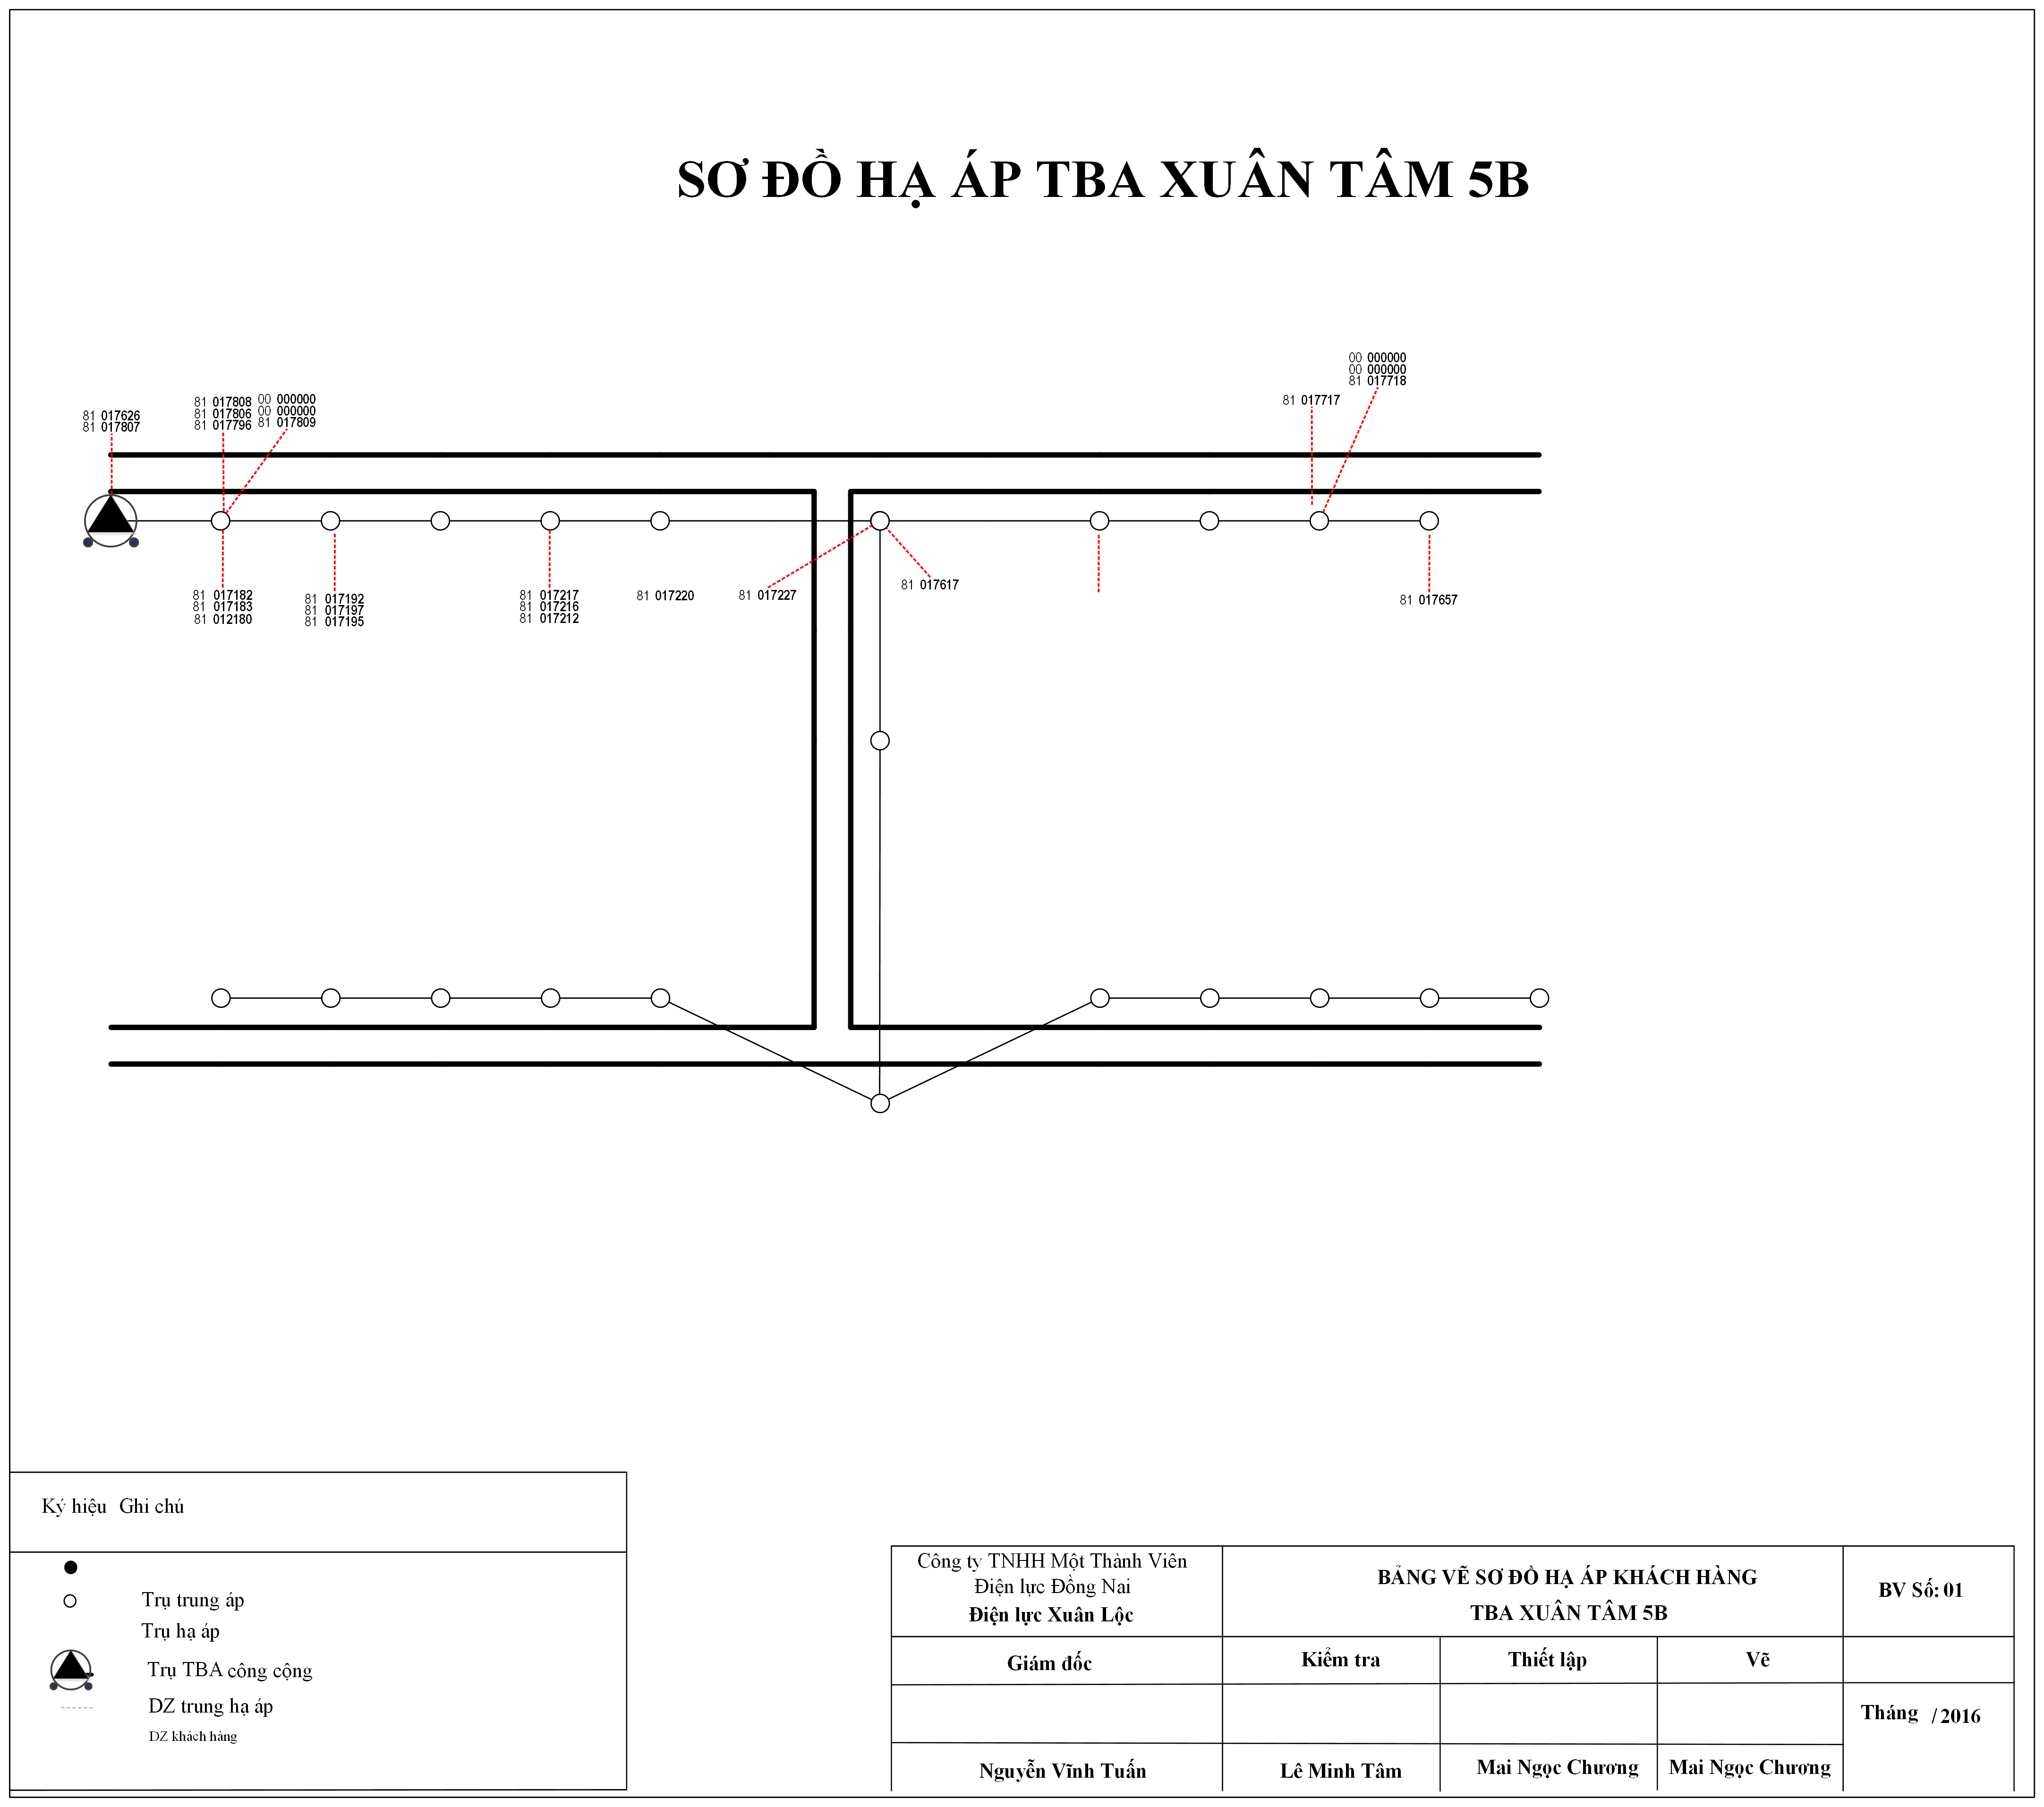 SƠ ĐỒ HẠ ÁP TBA XUÂN TÂM 5B
00 000000
00 000000
81 017718
81 017717
81 017626
81 017807
81 017808
81 017806
81 017796
00 000000
00 000000
81 017809
81 017182
81 017183
81 012180
81 017192
81 017197
81 017195
81 017217
81 017216
81 017212
81 017220
81 017227
81 017617
81 017657
Ký hiệu Ghi chú
Trụ trung áp
Trụ hạ áp
Trụ TBA công cộng
DZ trung hạ áp
DZ khách hàng
Công ty TNHH Một Thành Viên
Điện lực Đồng Nai
Điện lực Xuân Lộc
BẢNG VẼ SƠ ĐỒ HẠ ÁP KHÁCH HÀNG
TBA XUÂN TÂM 5B
BV Số: 01
Giám đốc
Kiểm tra
Thiết lập
Vẽ
Tháng / 2016
Nguyễn Vĩnh Tuấn
Lê Minh Tâm
Mai Ngọc Chương
Mai Ngọc Chương